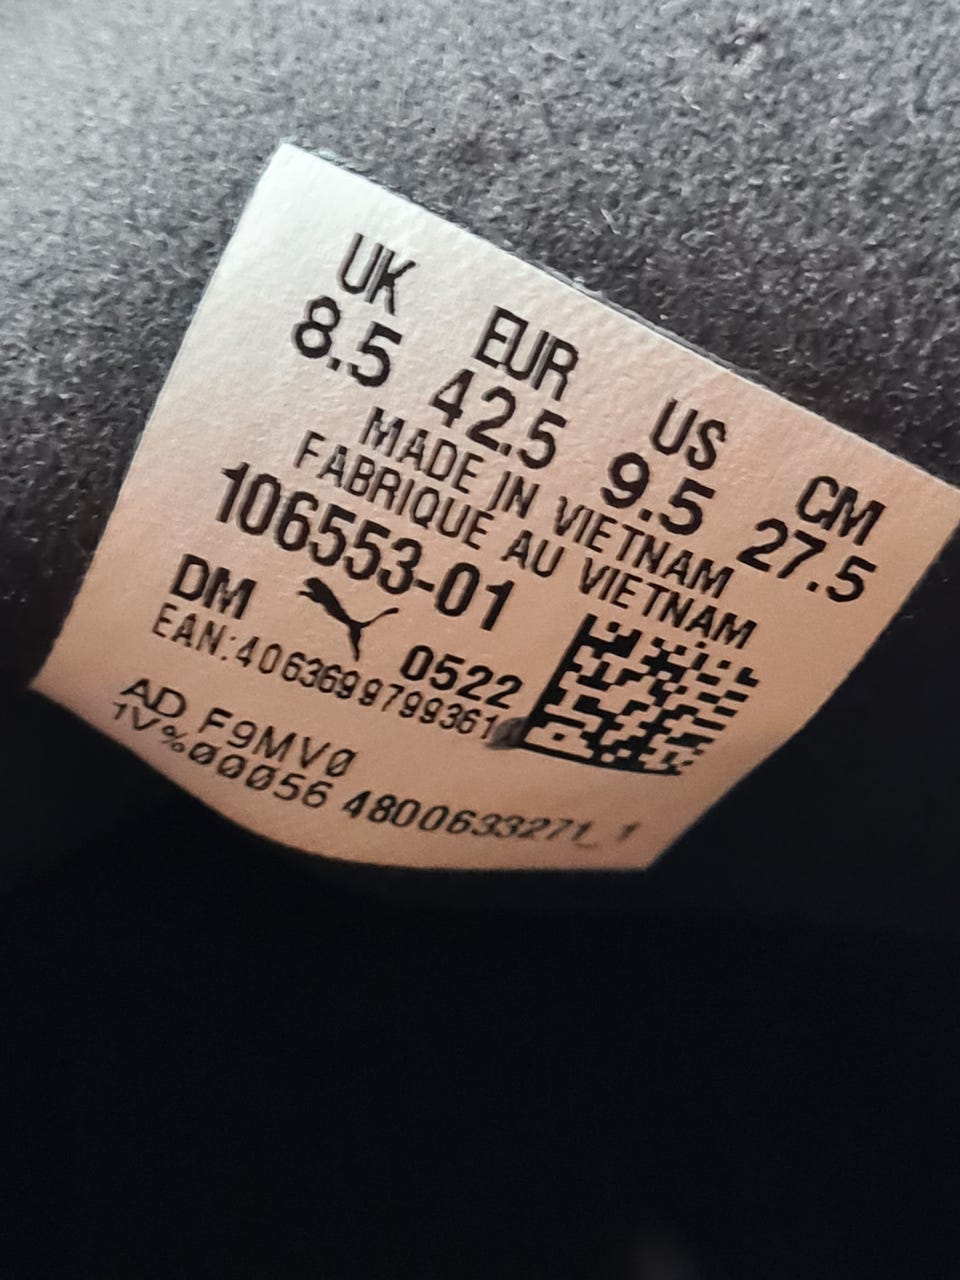 UK EUR US CM
8.5 42.5 9.5 27.5
MADE IN VIETNAM
FABRIQUE AU VIETNAM
106553-01
DM 0522
EAN:4063699799361
AD F9MV0
1V%00056 4800633271_1